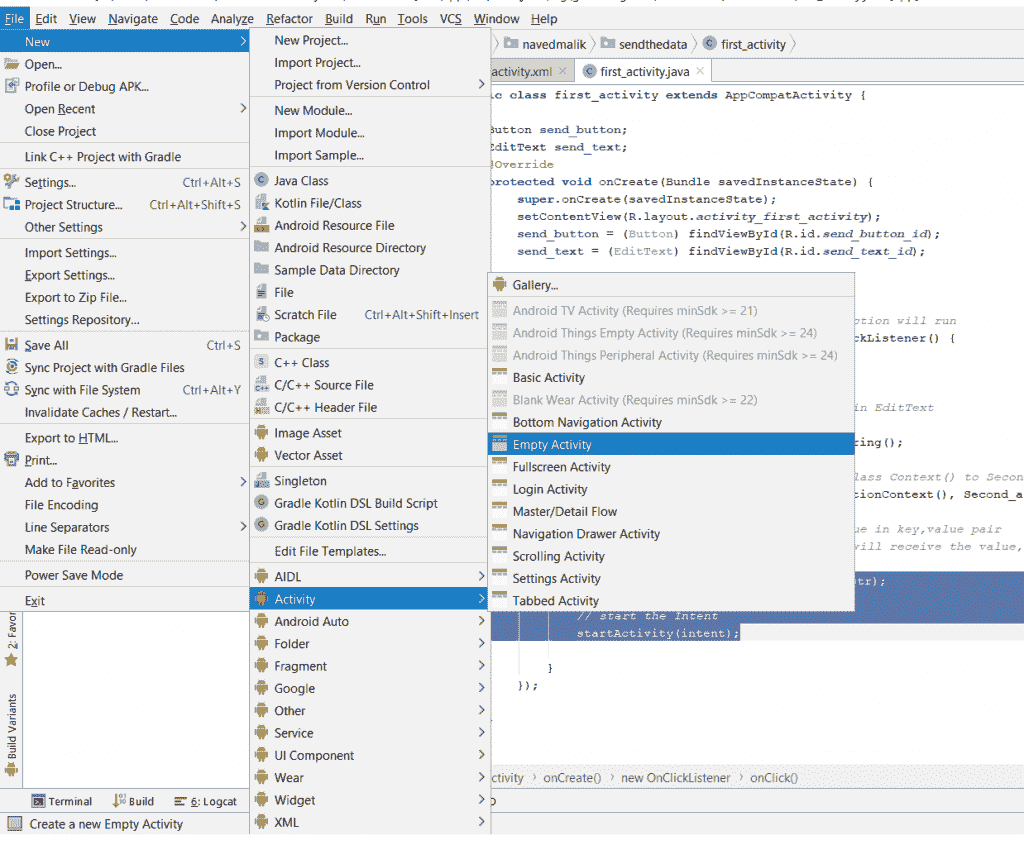 File Edit View Navigate Code Analyze Refactor Build Run Tools VCS Window Help
New
Open...
Profile or Debug APK...
Open Recent
Close Project
Link C++ Project with Gradle
Settings... Ctrl+Alt+S
Project Structure... Ctrl+Alt+Shift+S
Other Settings
Import Settings...
Export Settings...
Export to Zip File...
Settings Repository...
Save All Ctrl+S
Sync Project with Gradle Files
Sync with File System Ctrl+Alt+Y
Invalidate Caches / Restart...
Export to HTML...
Print...
Add to Favorites
File Encoding
Line Separators
Make File Read-only
Power Save Mode
Exit
New Project...
Import Project...
Project from Version Control
New Module...
Import Module...
Import Sample...
Java Class
Kotlin File/Class
Android Resource File
Android Resource Directory
Sample Data Directory
File
Scratch File Ctrl+Alt+Shift+Insert
Package
C++ Class
C/C++ Source File
C/C++ Header File
Image Asset
Vector Asset
Singleton
Gradle Kotlin DSL Build Script
Gradle Kotlin DSL Settings
Edit File Templates...
AIDL
Activity
Android Auto
Folder
Fragment
Google
Other
Service
UI Component
Wear
Widget
XML
Gallery...
Android TV Activity (Requires minSdk >= 21)
Android Things Empty Activity (Requires minSdk >= 24)
Android Things Peripheral Activity (Requires minSdk >= 24)
Basic Activity
Blank Wear Activity (Requires minSdk >= 22)
Bottom Navigation Activity
Empty Activity
Fullscreen Activity
Login Activity
Master/Detail Flow
Navigation Drawer Activity
Scrolling Activity
Settings Activity
Tabbed Activity
navedmalik sendthedata first_activity
activity.xml first_activity.java
ic class first_activity extends AppCompatActivity {
Button send_button;
EditText send_text;
@Override
protected void onCreate(Bundle savedInstanceState) {
super.onCreate(savedInstanceState);
setContentView(R.layout.activity_first_activity);
send_button = (Button) findViewById(R.id.send_button_id);
send_text = (EditText) findViewById(R.id.send_text_id);
ction will run
ckListener() {
in EditText
ring();
lass Context() to Secon
tionContext(), Second_a
ue in key,value pair
will receive the value,
str);
// start the Intent
startActivity(intent);
}
});
ctivity onCreate() new OnClickListener onClick()
2: Favor
Build Variants
Terminal Build 6: Logcat
Create a new Empty Activity